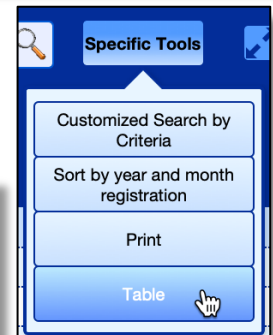 Specific Tools
Customized Search by
Criteria
Sort by year and month
registration
Print
Table